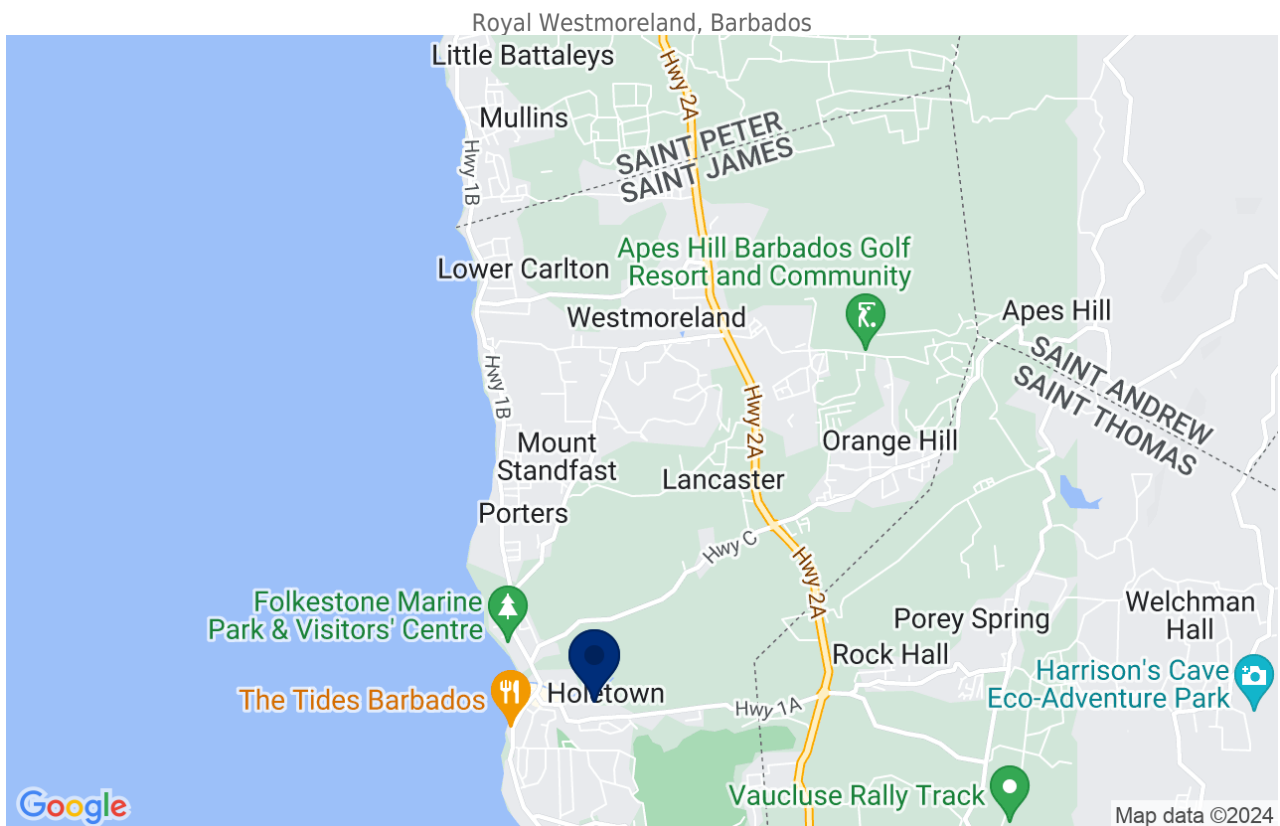 Royal Westmoreland, Barbados
Little Battaleys
Hwy 2A
Mullins
SAINT PETER
SAINT JAMES
Hwy 1B
Apes Hill Barbados Golf
Resort and Community
Lower Carlton
Westmoreland
Apes Hill
SAINT ANDREW
SAINT THOMAS
Hwy 1B
Hwy 2A
Mount
Standfast
Orange Hill
Lancaster
Porters
Hwy C
Hwy 2A
Folkestone Marine
Park & Visitors' Centre
Porey Spring
Welchman
Hall
Rock Hall
Harrison's Cave
Eco-Adventure Park
The Tides Barbados
Holetown
Hwy 1A
Vaucluse Rally Track
Google
Map data ©2024